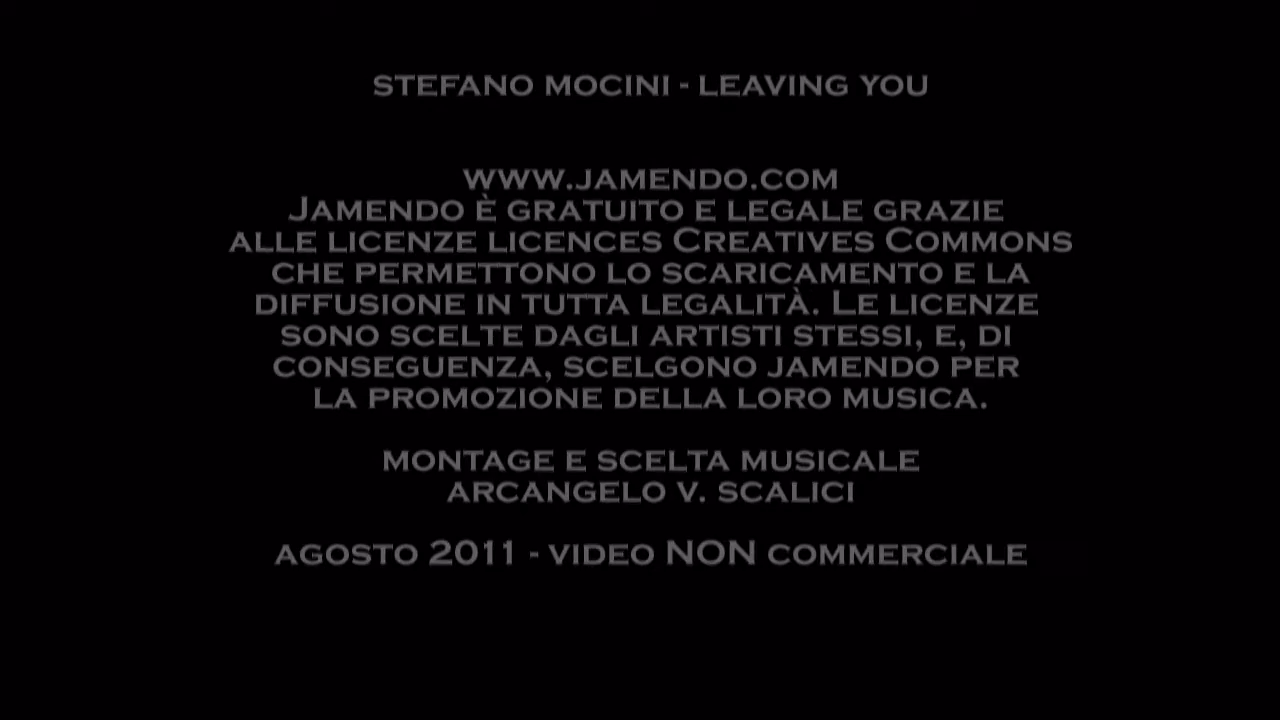 STEFANO MOCINI - LEAVING YOU
WWW.JAMENDO.COM
JAMENDO È GRATUITO E LEGALE GRAZIE
ALLE LICENZE LICENCES CREATIVES COMMONS
CHE PERMETTONO LO SCARICAMENTO E LA
DIFFUSIONE IN TUTTA LEGALITÀ. LE LICENZE
SONO SCELTE DAGLI ARTISTI STESSI, E, DI
CONSEGUENZA, SCELGONO JAMENDO PER
LA PROMOZIONE DELLA LORO MUSICA.
MONTAGE E SCELTA MUSICALE
ARCANGELO V. SCALICI
AGOSTO 2011 - VIDEO NON COMMERCIALE